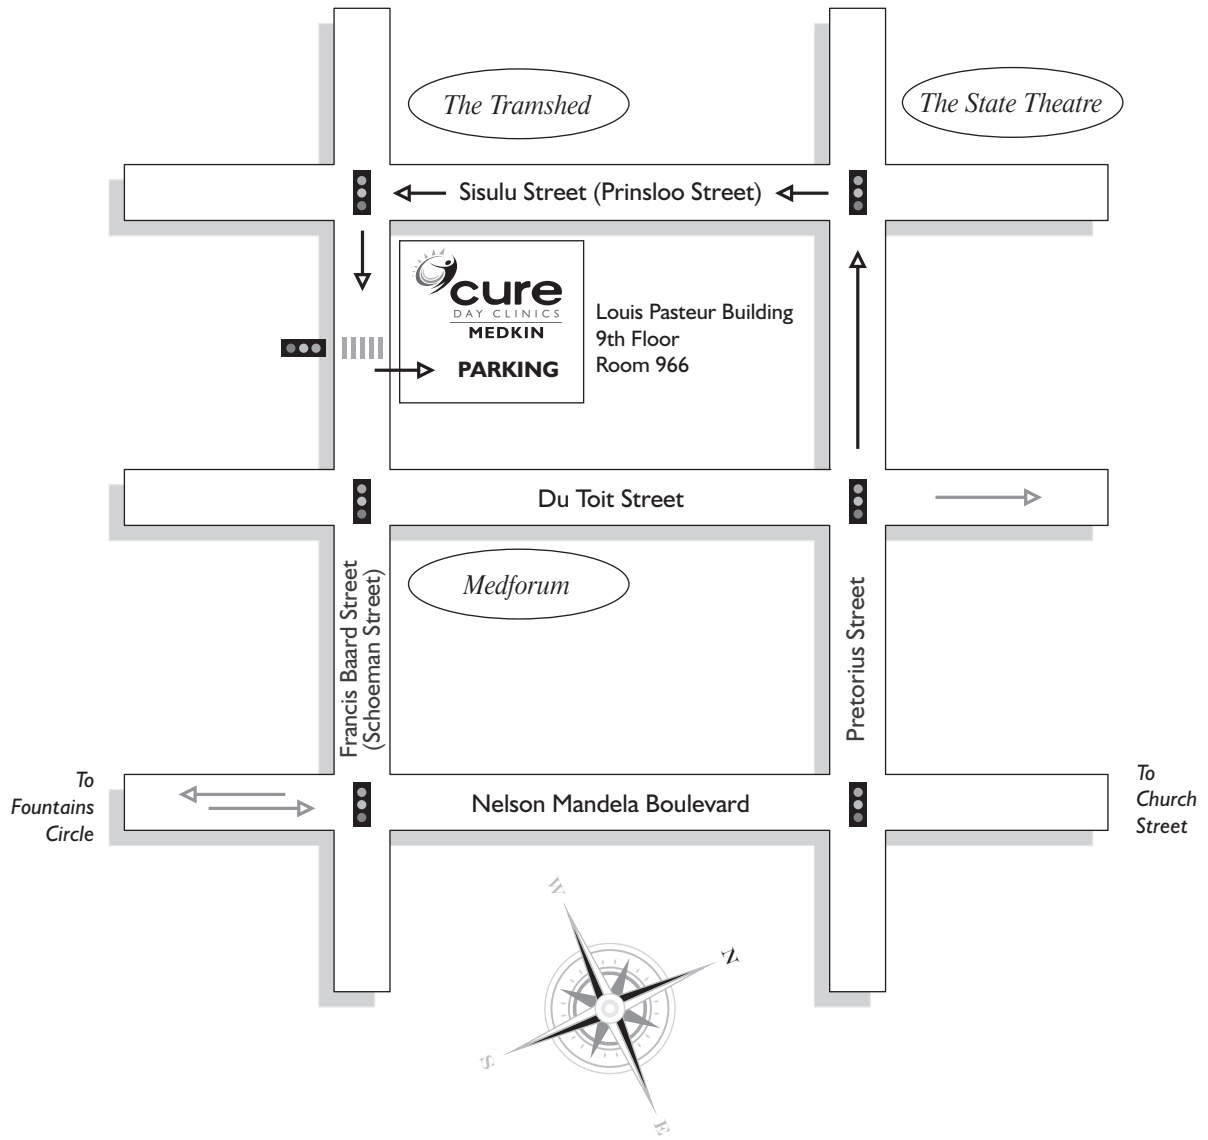 The Tramshed
The State Theatre
Sisulu Street (Prinsloo Street)
cure
DAY CLINICS
MEDKIN
PARKING
Louis Pasteur Building
9th Floor
Room 966
Du Toit Street
Medforum
Francis Baard Street
(Schoeman Street)
Pretorius Street
To
Fountains
Circle
Nelson Mandela Boulevard
To
Church
Street
W
N
S
E